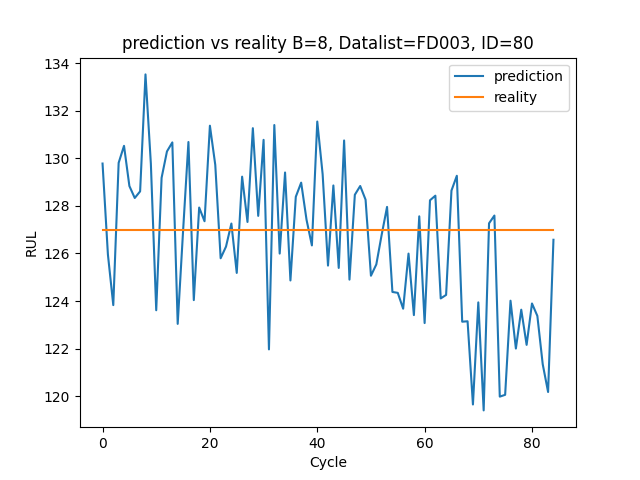 prediction vs reality B=8, Datalist=FD003, ID=80
prediction
reality
134
132
130
128
126
124
122
120
RUL
0 20 40 60 80
Cycle